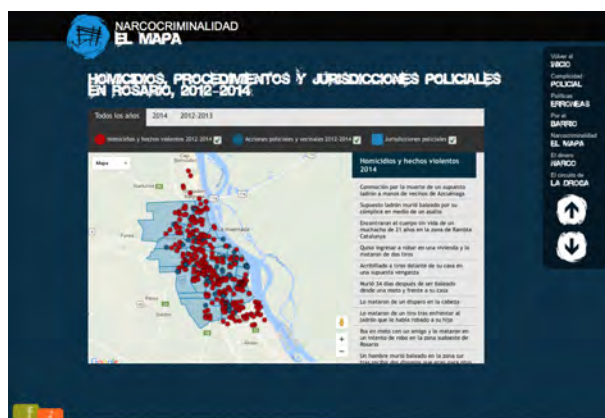 NARCOCRIMINALIDAD
EL MAPA
HOMICIDIOS, PROCEDIMIENTOS Y JURISDICCIONES POLICIALES
EN ROSARIO, 2012-2014
Todos los años 2014 2012-2013
Homicidios y hechos violentos 2012-2014
Acciones policiales y vecinales 2012-2014
Jurisdicciones policiales
Mapa
Funes
Pérez
Google
Homicidios y hechos violentos
2014
Conmoción por la muerte de un supuesto
ladrón a manos de vecinos de Azcuénaga
Supuesto ladrón murió baleado por su
cómplice en medio de un asalto
Encontraron el cuerpo sin vida de un
muchacho de 21 años en la zona de Rambla
Catalunya
Quiso ingresar a robar en una vivienda y lo
mataron de dos tiros
Acribillado a tiros delante de su casa en
una supuesta venganza
Murió 34 días después de ser baleado
desde una moto y frente a su casa
Lo mataron de un disparo en la cabeza
Lo mataron de un tiro tras enfrentar al
ladrón que le había robado a su hijo
Iba en moto con un amigo y lo mataron en
un intento de robo en la zona sudoeste de
Rosario
Un hombre murió baleado en la zona sur
Volver al
INICIO
Complicidad
POLICIAL
Políticas
ERRONEAS
Por el
BARRIO
Narcocriminalidad
EL MAPA
El dinero
NARCO
El circuito de
LA DROGA